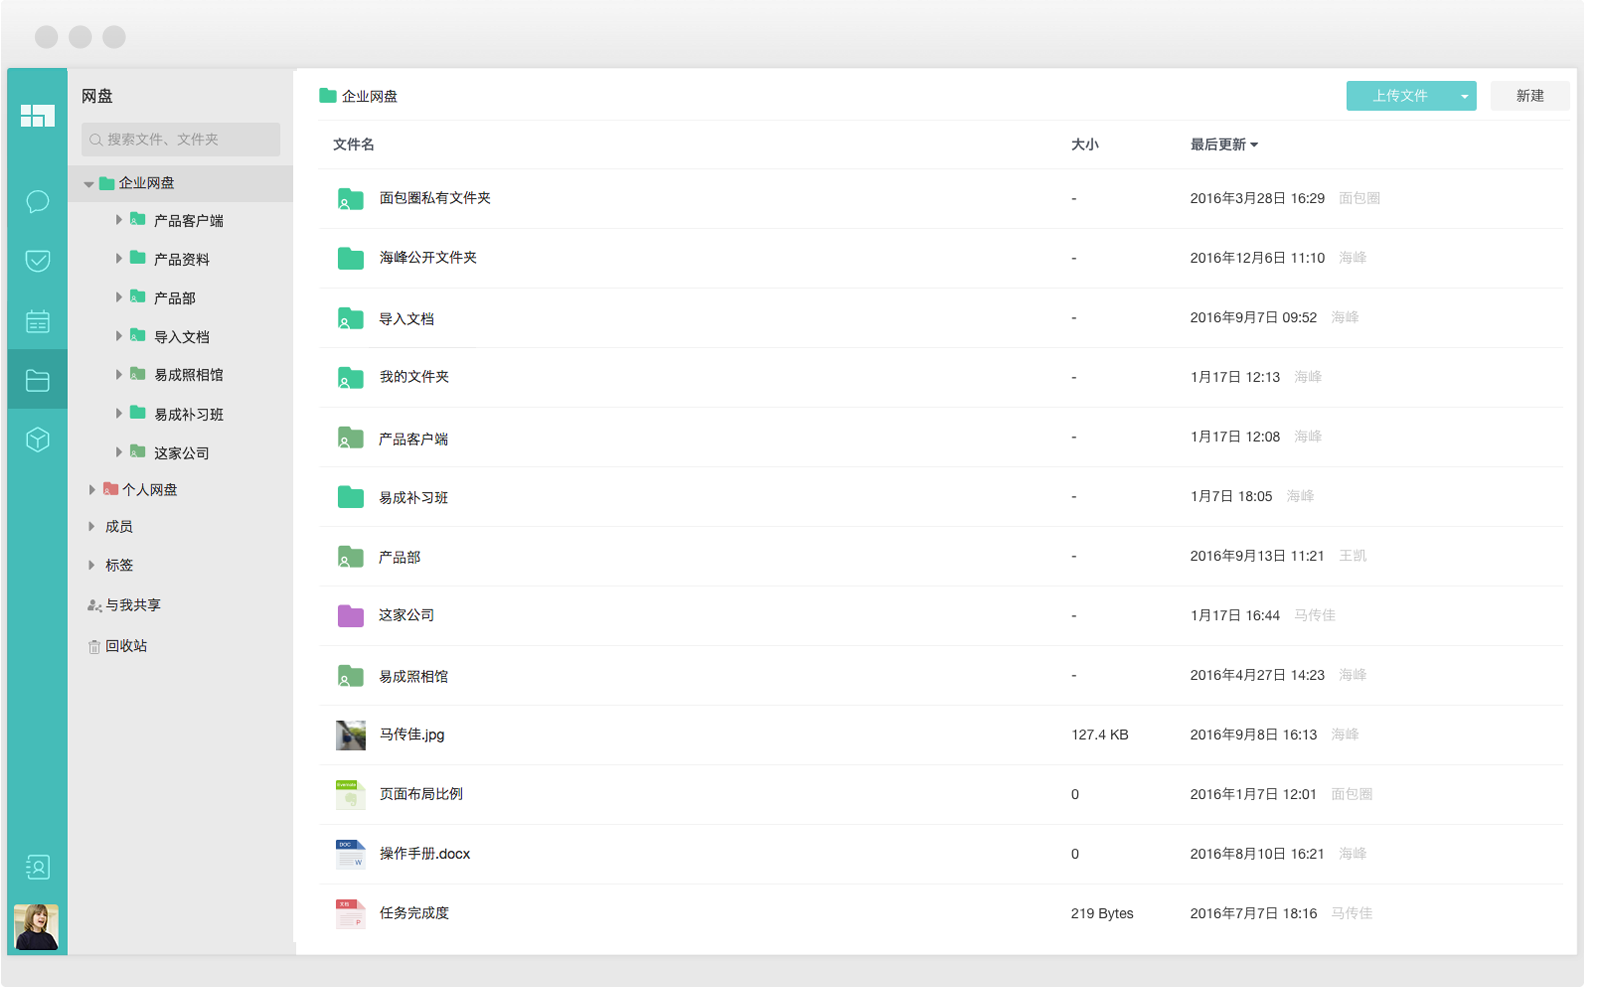 网盘
搜索文件、文件夹
企业网盘
产品客户端
产品资料
产品部
导入文档
易成照相馆
易成补习班
这家公司
个人网盘
成员
标签
与我共享
回收站
企业网盘
上传文件
新建
文件名 大小 最后更新
面包圈私有文件夹 - 2016年3月28日 16:29 面包圈
海峰公开文件夹 - 2016年12月6日 11:10 海峰
导入文档 - 2016年9月7日 09:52 海峰
我的文件夹 - 1月17日 12:13 海峰
产品客户端 - 1月17日 12:08 海峰
易成补习班 - 1月7日 18:05 海峰
产品部 - 2016年9月13日 11:21 王凯
这家公司 - 1月17日 16:44 马传佳
易成照相馆 - 2016年4月27日 14:23 海峰
马传佳.jpg 127.4 KB 2016年9月8日 16:13 海峰
页面布局比例 0 2016年1月7日 12:01 面包圈
DOC W 操作手册.docx 0 2016年8月10日 16:21 海峰
文档 P 任务完成度 219 Bytes 2016年7月7日 18:16 马传佳